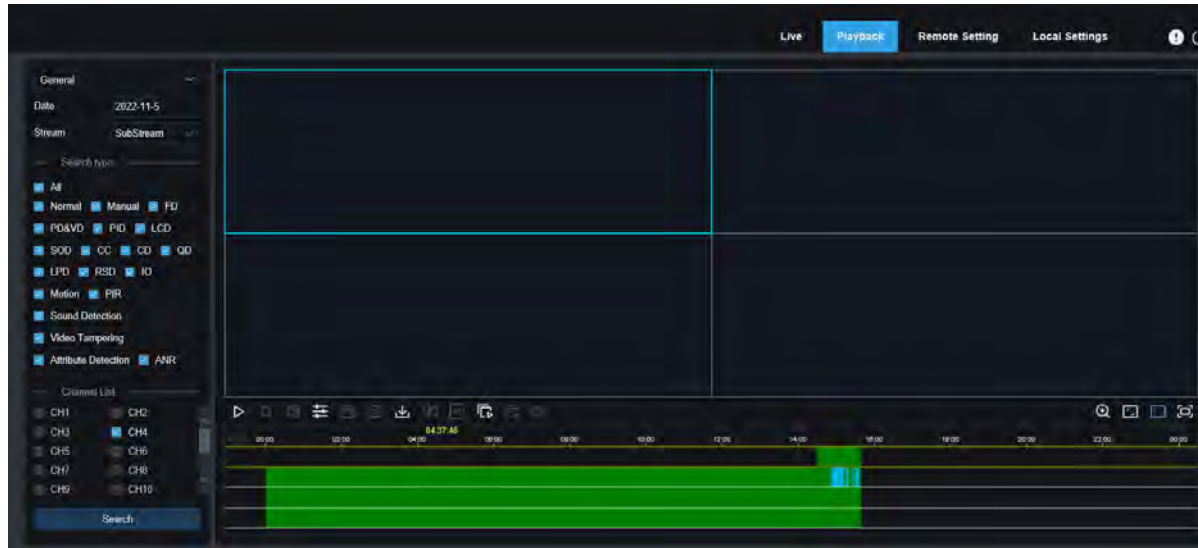 Live Playback Remote Setting Local Settings
General
Date 2022-11-5
Stream SubStream
Search type
All
Normal Manual FD
PD&VD PID LCD
SOD CC CD QD
LPD RSD IO
Motion PIR
Sound Detection
Video Tampering
Attribute Detection ANR
Channel List
CH1 CH2
CH3 CH4
CH5 CH6
CH7 CH8
CH9 CH10
Search
04:37:46
00:00 02:00 04:00 06:00 08:00 10:00 12:00 14:00 16:00 18:00 20:00 22:00 00:00